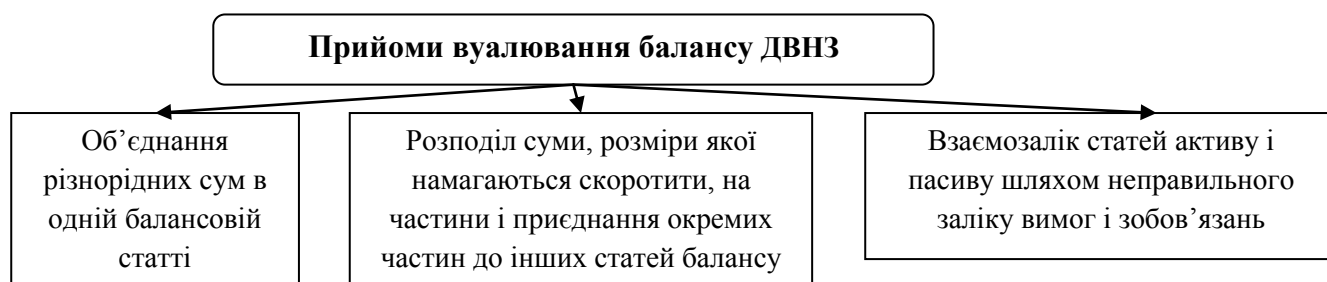 Прийоми вуалювання балансу ДВНЗ
Об’єднання
різнорідних сум в
одній балансовій
статті
Розподіл суми, розміри якої
намагаються скоротити, на
частини і приєднання окремих
частин до інших статей балансу
Взаємозалік статей активу і
пасиву шляхом неправильного
заліку вимог і зобов’язань